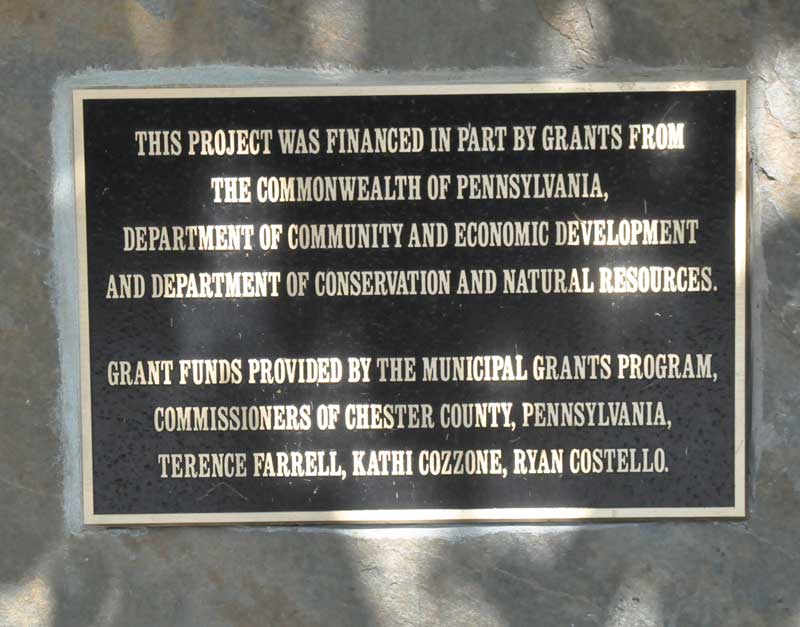 THIS PROJECT WAS FINANCED IN PART BY GRANTS FROM
THE COMMONWEALTH OF PENNSYLVANIA,
DEPARTMENT OF COMMUNITY AND ECONOMIC DEVELOPMENT
AND DEPARTMENT OF CONSERVATION AND NATURAL RESOURCES.
GRANT FUNDS PROVIDED BY THE MUNICIPAL GRANTS PROGRAM,
COMMISSIONERS OF CHESTER COUNTY, PENNSYLVANIA,
TERENCE FARRELL, KATHI COZZONE, RYAN COSTELLO.